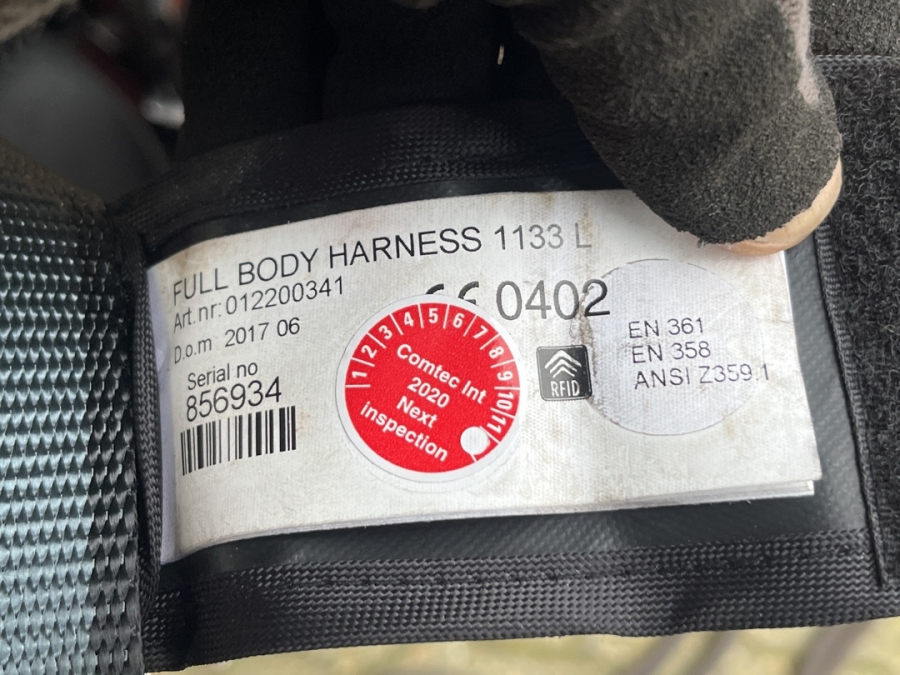 FULL BODY HARNESS 1133 L
Art.nr: 012200341
CE 0402
D.o.m 2017 06
Serial no
856934
1 2 3 4 5 6 7 8 9 10 11
Comtec Int
2020
Next
inspection
RFID
EN 361
EN 358
ANSI Z359.1